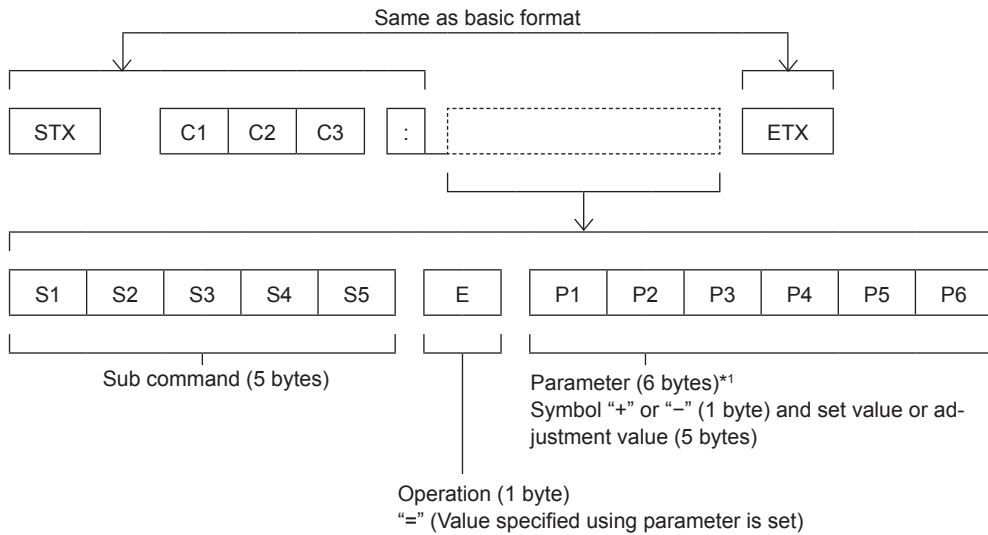 Same as basic format
STX C1 C2 C3 : ETX
S1 S2 S3 S4 S5 E P1 P2 P3 P4 P5 P6
Sub command (5 bytes)
Parameter (6 bytes)*1
Symbol “+” or “−” (1 byte) and set value or ad-
justment value (5 bytes)
Operation (1 byte)
“=” (Value specified using parameter is set)